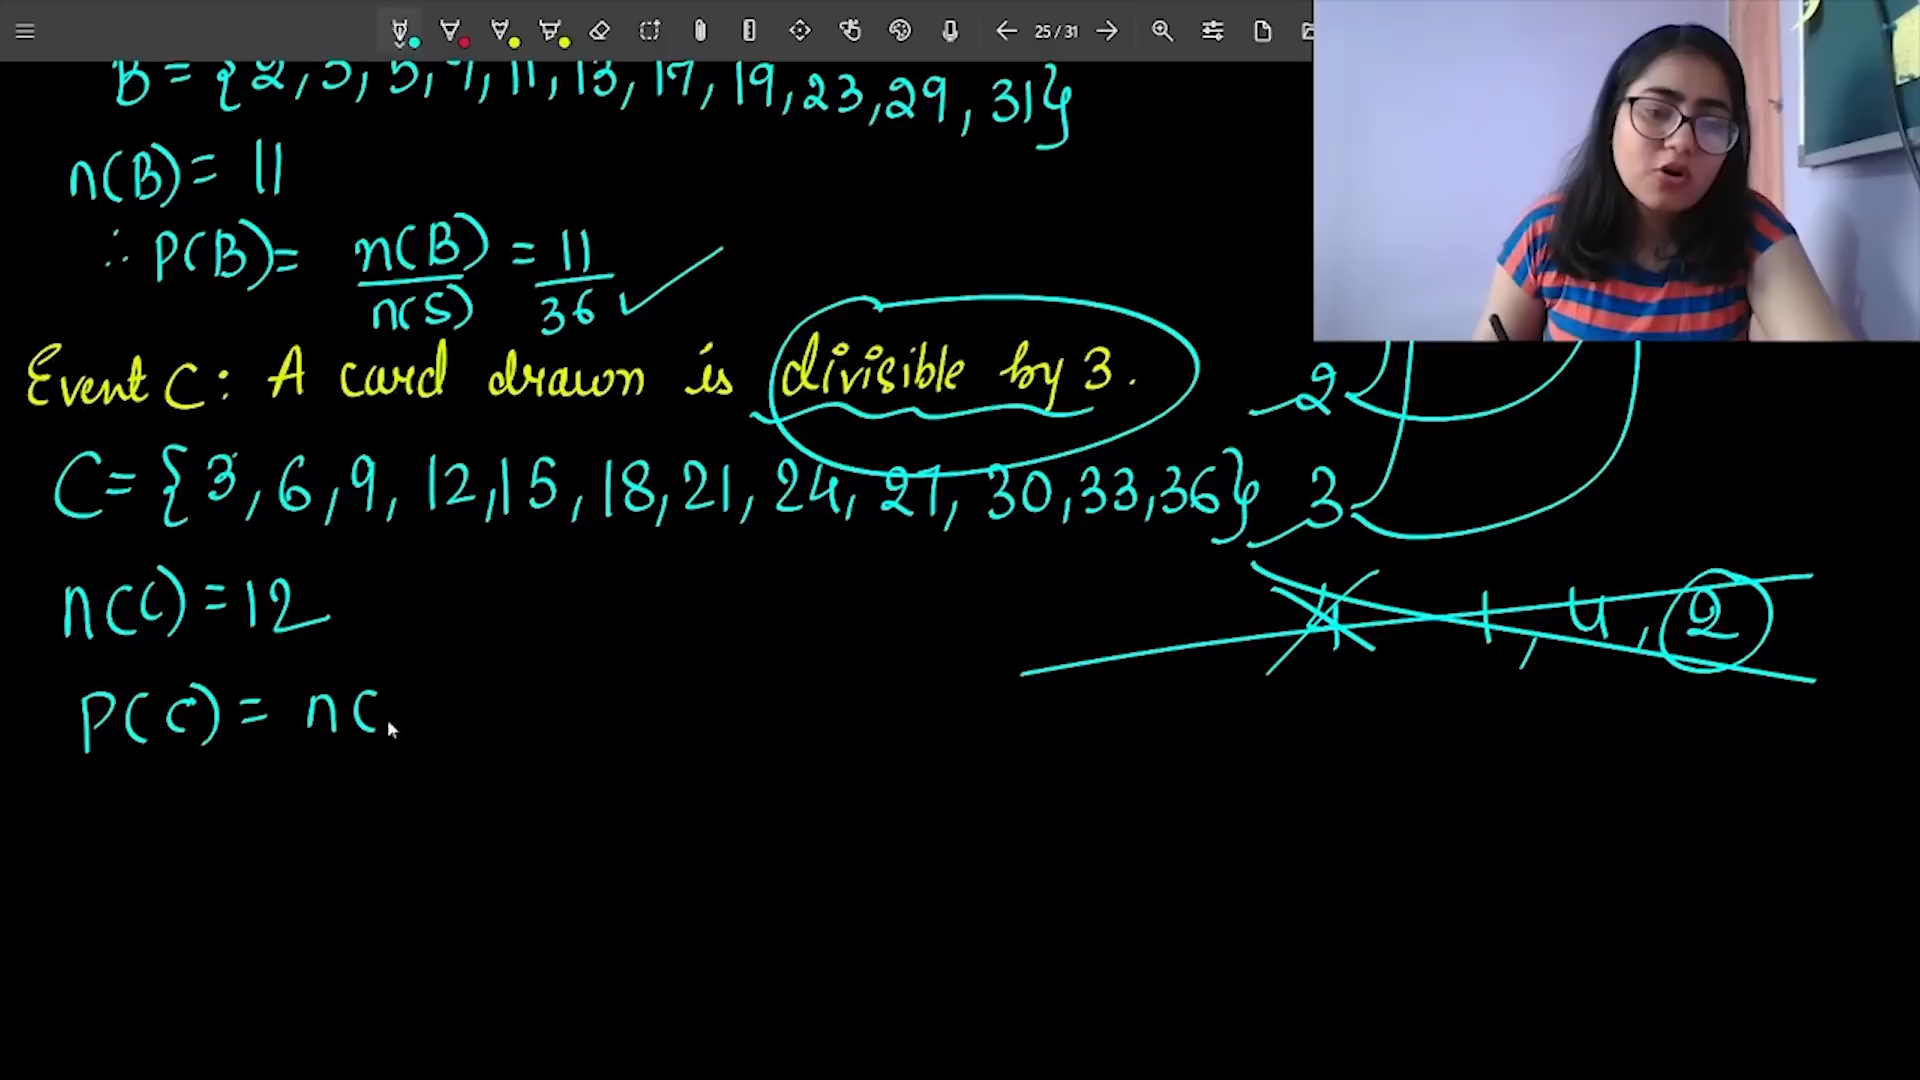 25/31
B = {2, 3, 5, 7, 11, 13, 17, 19, 23, 29, 31}
n(B) = 11
∴ P(B) = n(B)/n(S) = 11/36 ✓
Event C: A card drawn is divisible by 3.
2
C = {3, 6, 9, 12, 15, 18, 21, 24, 27, 30, 33, 36}
3
n(C) = 12
4 1, 4, 2
P(C) = n(